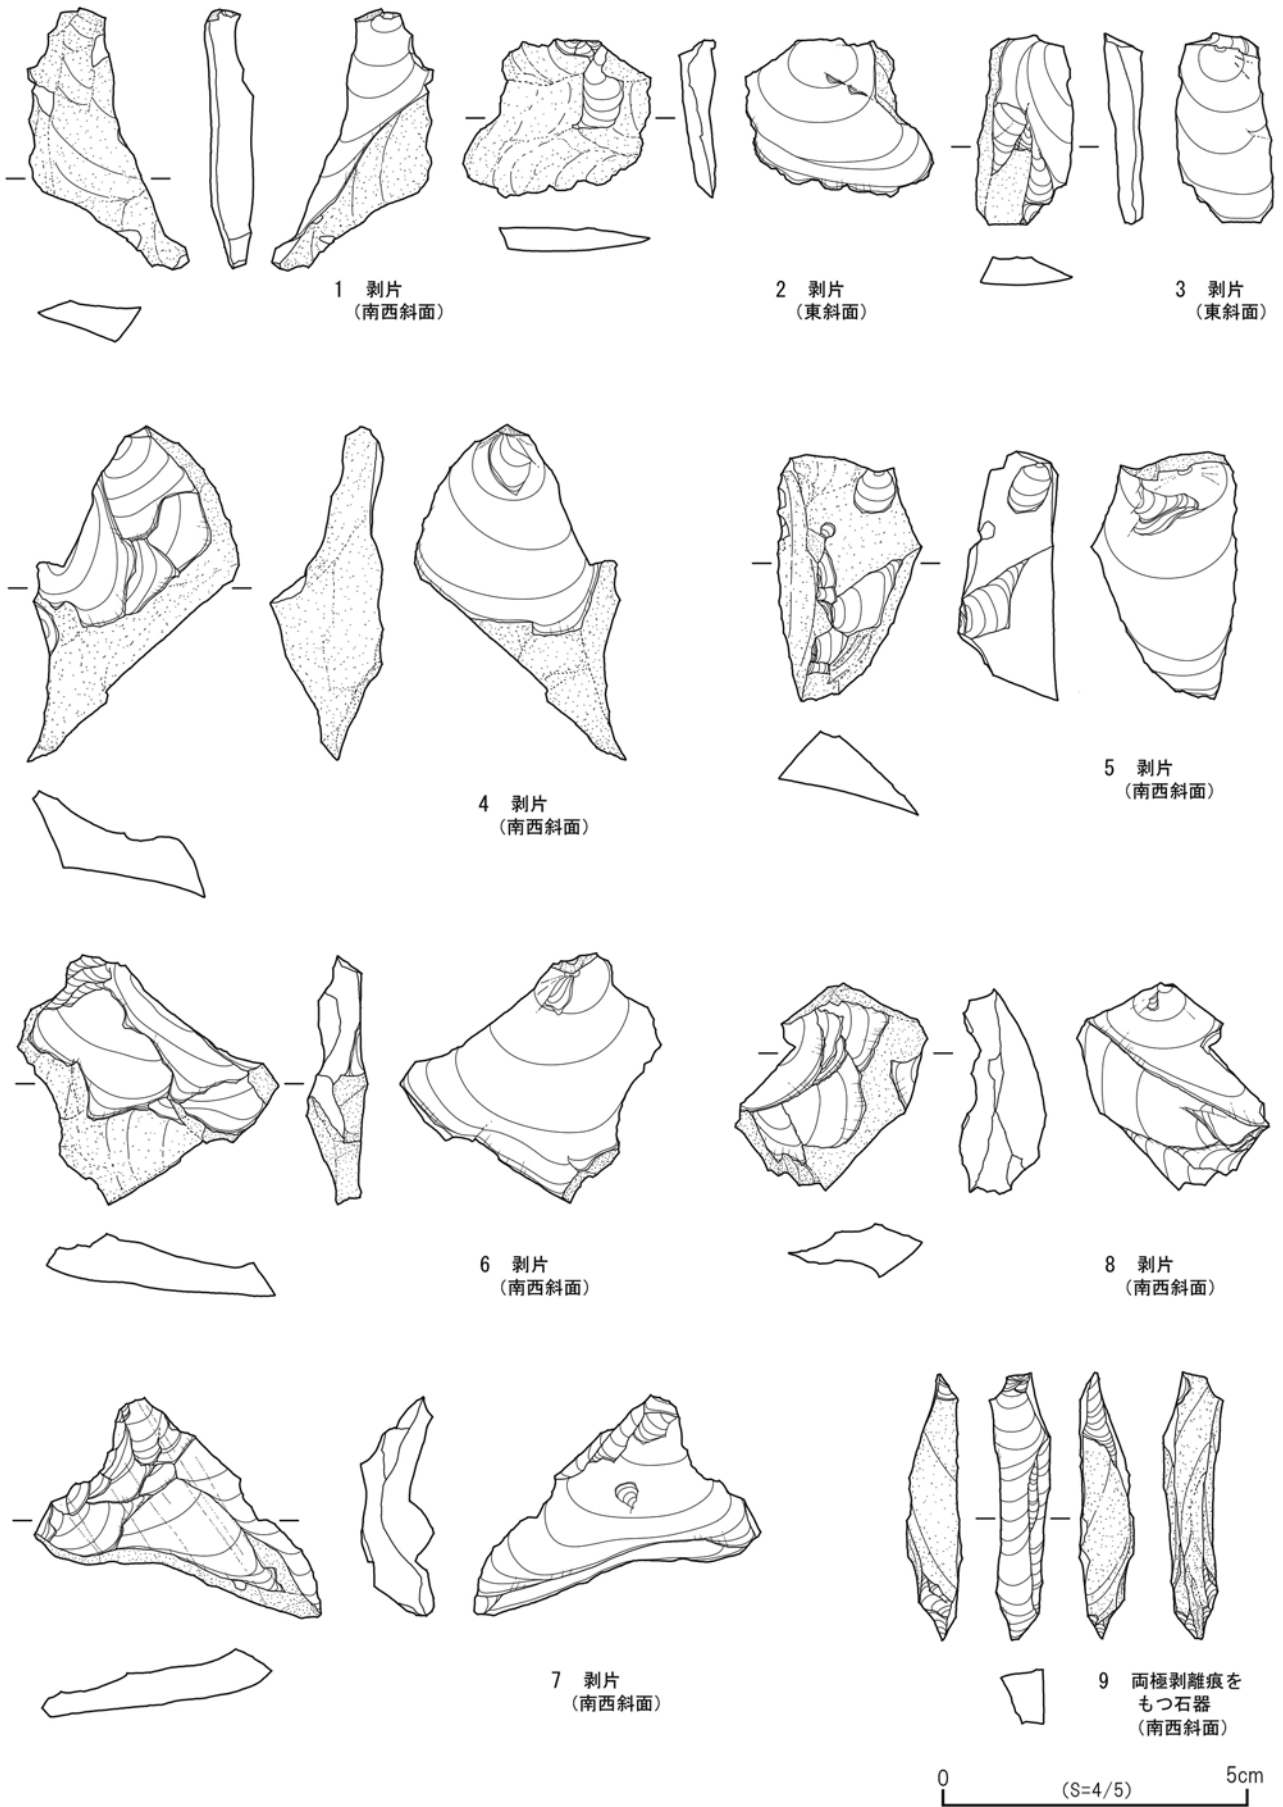 1 剥片
（南西斜面）
2 剥片
（東斜面）
3 剥片
（東斜面）
4 剥片
（南西斜面）
5 剥片
（南西斜面）
6 剥片
（南西斜面）
8 剥片
（南西斜面）
7 剥片
（南西斜面）
9 両極剥離痕を
もつ石器
（南西斜面）
0 (S=4/5) 5cm